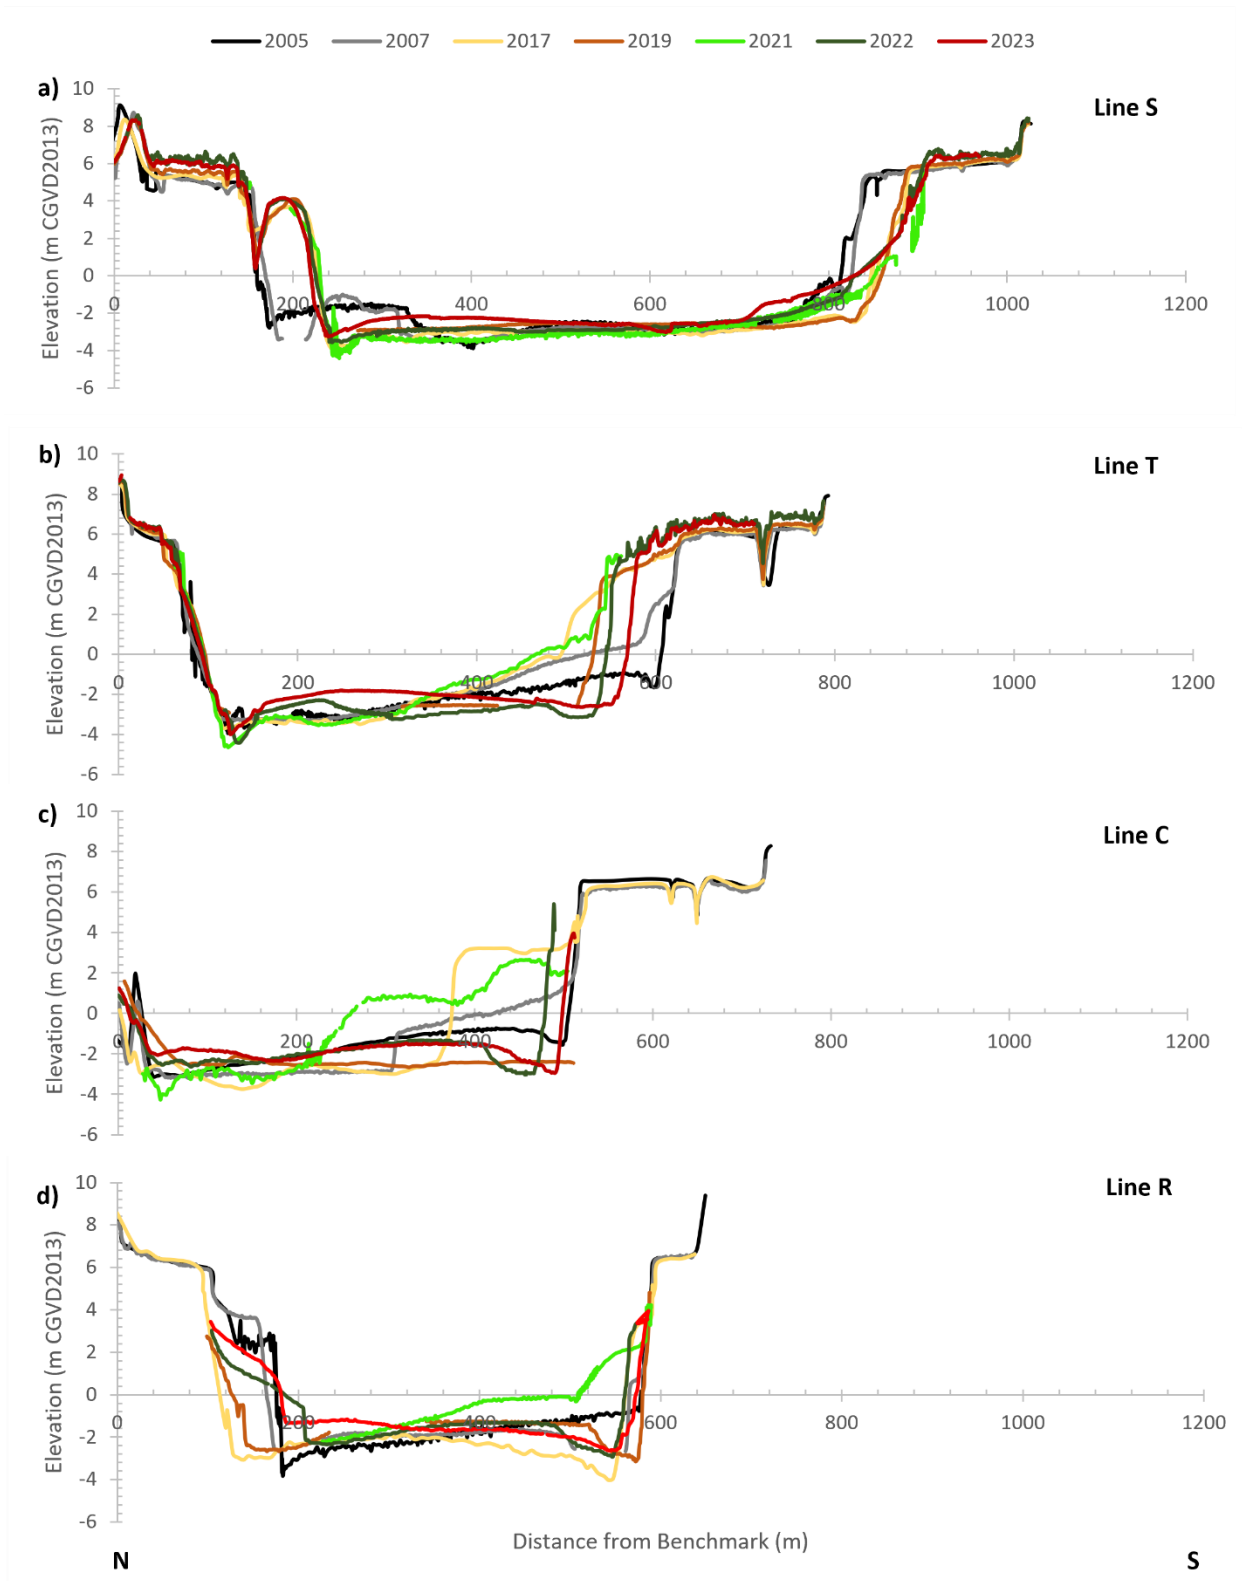 2005 2007 2017 2019 2021 2022 2023
a)
Line S
Elevation (m CGVD2013)
10
8
6
4
2
0
-2
-4
-6
0 200 400 600 800 1000 1200
b)
Line T
Elevation (m CGVD2013)
10
8
6
4
2
0
-2
-4
-6
0 200 400 600 800 1000 1200
c)
Line C
Elevation (m CGVD2013)
10
8
6
4
2
0
-2
-4
-6
0 200 400 600 800 1000 1200
d)
Line R
Elevation (m CGVD2013)
10
8
6
4
2
0
-2
-4
-6
0 200 400 600 800 1000 1200
Distance from Benchmark (m)
N S